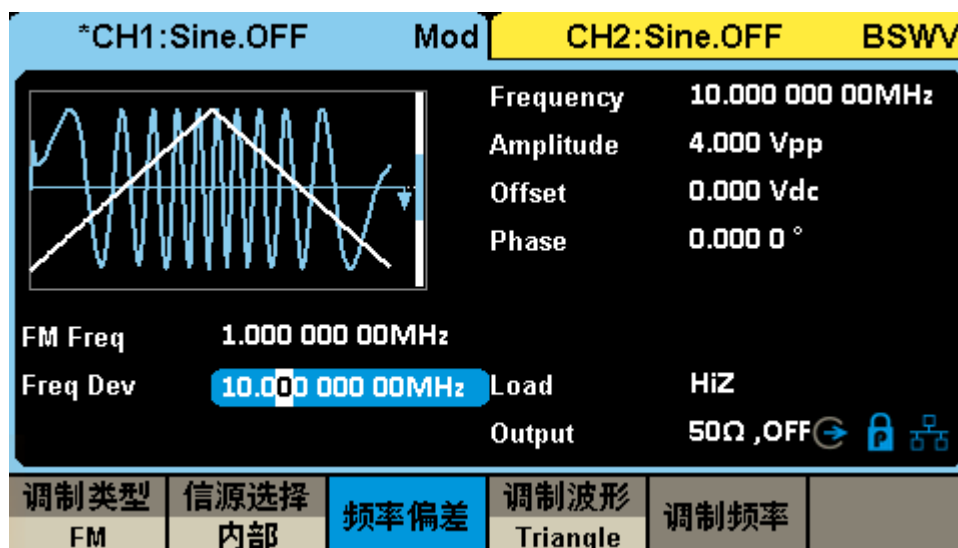 *CH1:Sine.OFF Mod CH2:Sine.OFF BSWV
Frequency 10.000 000 00MHz
Amplitude 4.000 Vpp
Offset 0.000 Vdc
Phase 0.000 0 °
FM Freq 1.000 000 00MHz
Freq Dev 10.000 000 00MHz Load HiZ
Output 50Ω ,OFF P
调制类型 信源选择 频率偏差 调制波形 调制频率
FM 内部 Triangle